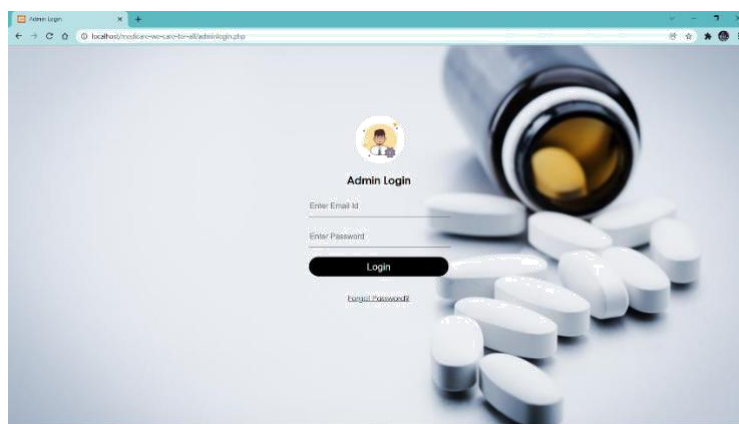 Admin Login
localhost/medicare-we-care-for-all/adminlogin.php
Admin Login
Enter Email Id
Enter Password
Login
Forgot Password?